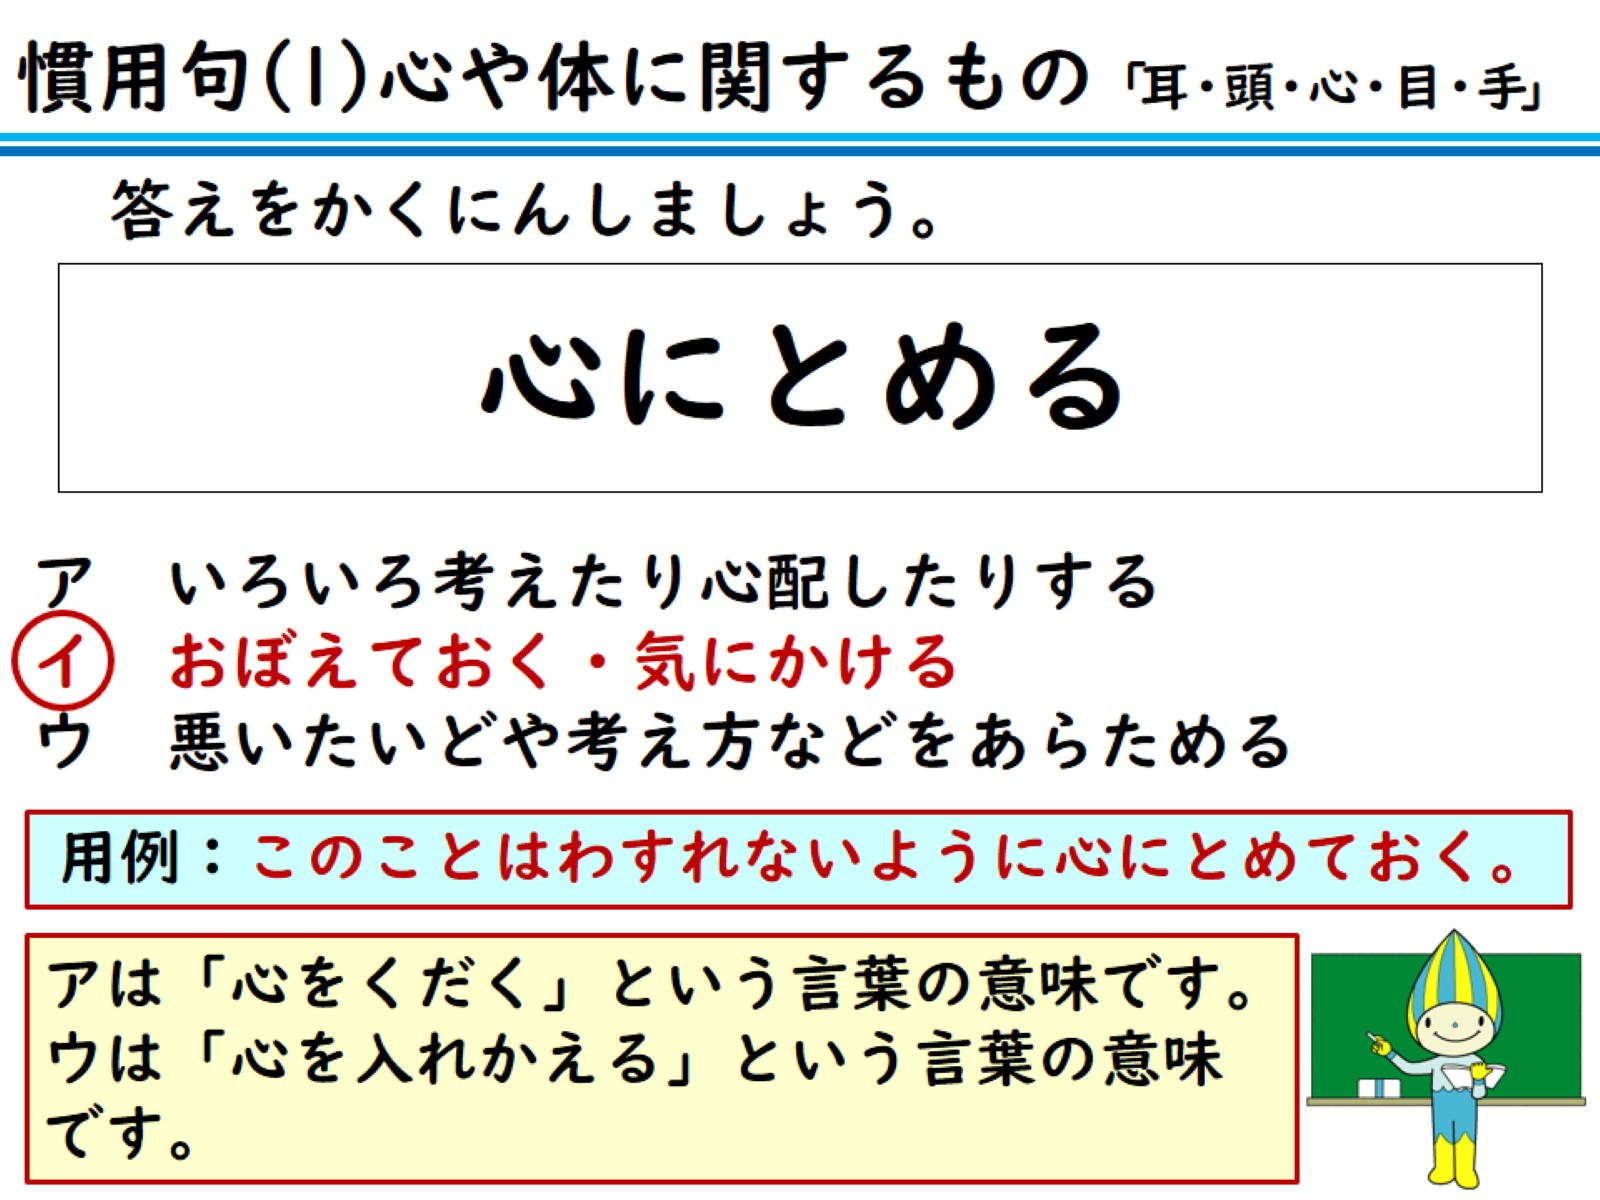 慣用句(1)心や体に関するもの「耳・頭・心・目・手」
答えをかくにんしましょう。
心にとめる
ア　いろいろ考えたり心配したりする
イ　おぼえておく・気にかける
ウ　悪いたいどや考え方などをあらためる
用例：このことはわすれないように心にとめておく。
アは「心をくだく」という言葉の意味です。
ウは「心を入れかえる」という言葉の意味
です。